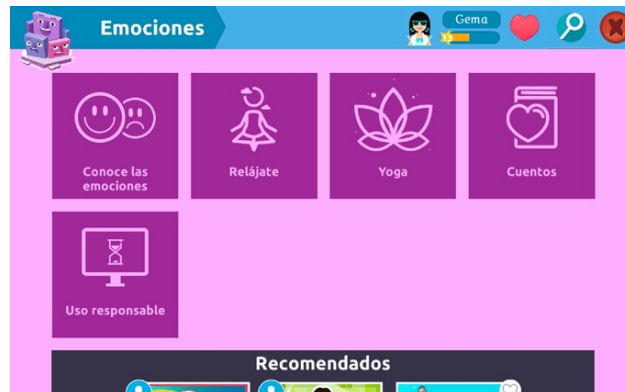 Emociones
Gema
Conoce las
emociones
Relájate
Yoga
Cuentos
Uso responsable
Recomendados